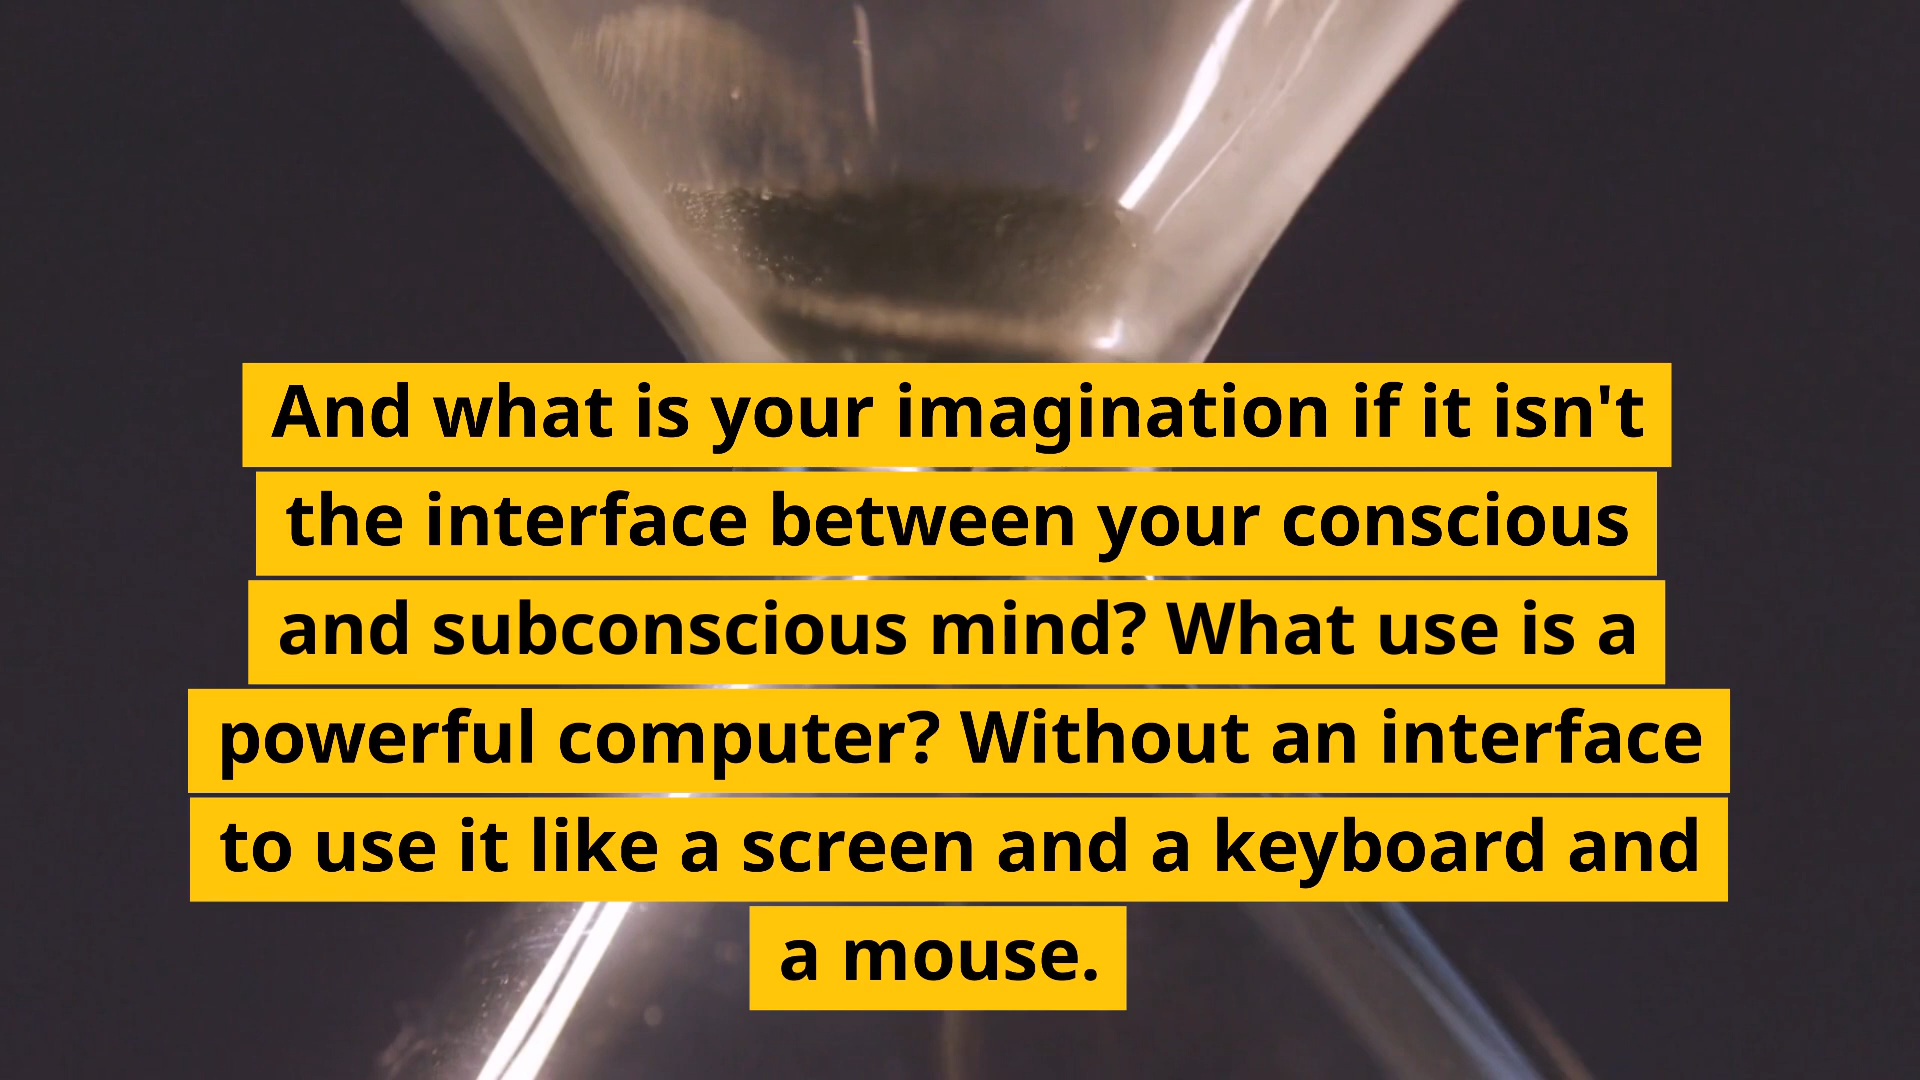 And what is your imagination if it isn't
the interface between your conscious
and subconscious mind? What use is a
powerful computer? Without an interface
to use it like a screen and a keyboard and
a mouse.